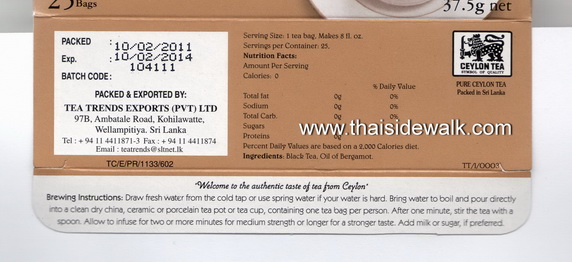 25 Bags
37.5g net
PACKED : 10/02/2011
Exp. : 10/02/2014
BATCH CODE: 104111
PACKED & EXPORTED BY:
TEA TRENDS EXPORTS (PVT) LTD
97B, Ambatale Road, Kohilawatte,
Wellampitiya. Sri Lanka
Tel : + 94 11 4411871-3 Fax : + 94 11 4411874
Email : teatrends@sltnet.lk
TC/E/PR/1133/602
Serving Size: 1 tea bag, Makes 8 fl. oz.
Servings per Container: 25,
Nutrition Facts:
Amount Per Serving
Calories: 0
% Daily Value
Total fat 0g 0%
Sodium 0g 0%
Total Carb. 0g 0%
Sugars
Proteins
Percent Daily Values are based on a 2,000 calories diet.
Ingredients: Black Tea, Oil of Bergamot.
CEYLON TEA
SYMBOL OF QUALITY
PURE CEYLON TEA
Packed in Sri Lanka
www.thaisidewalk.com
"Welcome to the authentic taste of tea from Ceylon"
Brewing Instructions: Draw fresh water from the cold tap or use spring water if your water is hard. Bring water to boil and pour directly
into a clean dry china, ceramic or porcelain tea pot or tea cup, containing one tea bag per person. After one minute, stir the tea with a
spoon. Allow to infuse for two or more minutes for medium strength or longer for a stronger taste. Add milk or sugar, if preferred.